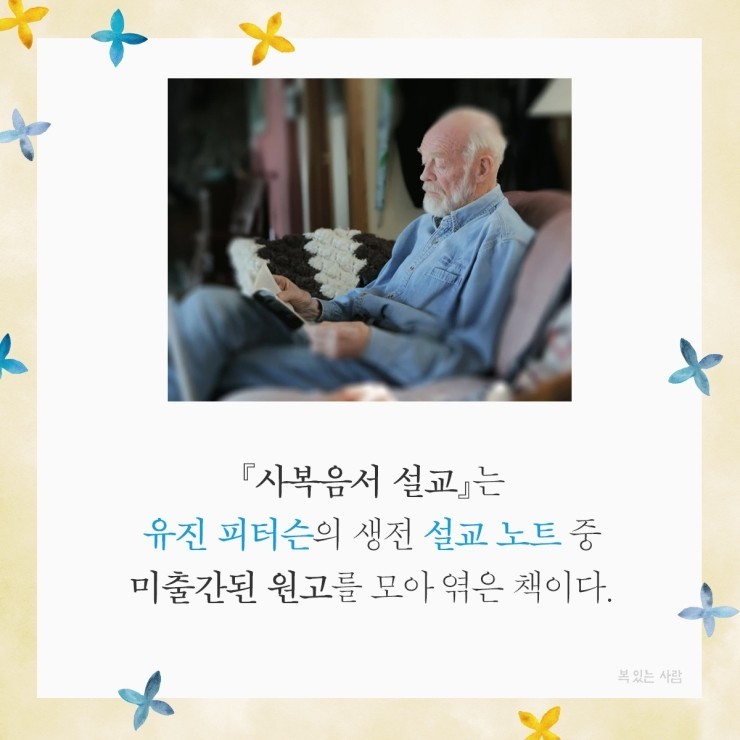 『사복음서 설교』는
유진 피터슨의 생전 설교 노트 중
미출간된 원고를 모아 엮은 책이다.
복 있는 사람